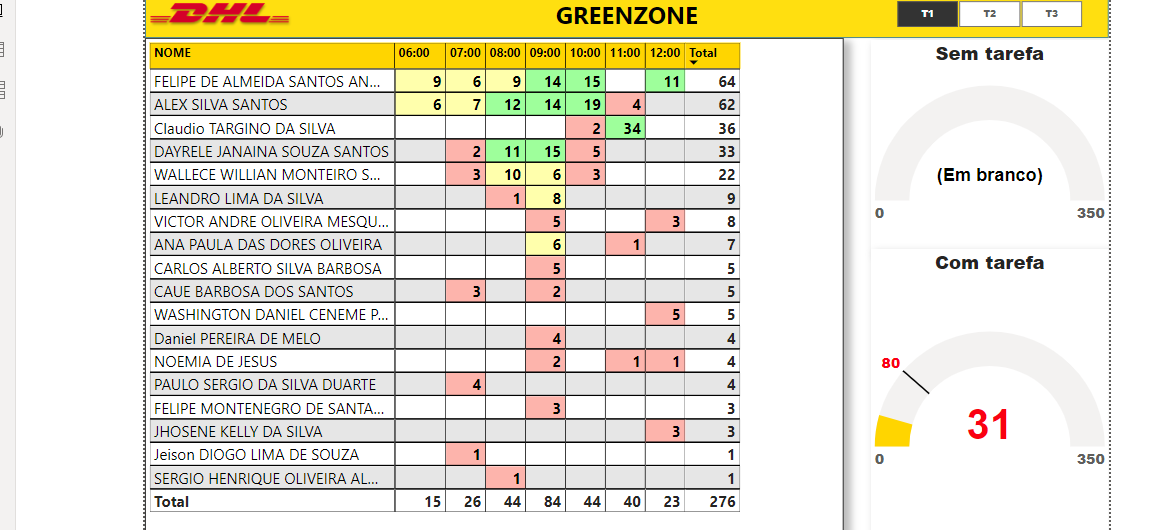 DHL
GREENZONE
T1 T2 T3
NOME 06:00 07:00 08:00 09:00 10:00 11:00 12:00 Total
FELIPE DE ALMEIDA SANTOS AN... 9 6 9 14 15 11 64
ALEX SILVA SANTOS 6 7 12 14 19 4 62
Claudio TARGINO DA SILVA 2 34 36
DAYRELE JANAINA SOUZA SANTOS 2 11 15 5 33
WALLECE WILLIAN MONTEIRO S... 3 10 6 3 22
LEANDRO LIMA DA SILVA 1 8 9
VICTOR ANDRE OLIVEIRA MESQU... 5 3 8
ANA PAULA DAS DORES OLIVEIRA 6 1 7
CARLOS ALBERTO SILVA BARBOSA 5 5
CAUE BARBOSA DOS SANTOS 3 2 5
WASHINGTON DANIEL CENEME P... 5 5
Daniel PEREIRA DE MELO 4 4
NOEMIA DE JESUS 2 1 1 4
PAULO SERGIO DA SILVA DUARTE 4 4
FELIPE MONTENEGRO DE SANTA... 3 3
JHOSENE KELLY DA SILVA 3 3
Jeison DIOGO LIMA DE SOUZA 1 1
SERGIO HENRIQUE OLIVEIRA AL... 1 1
Total 15 26 44 84 44 40 23 276
Sem tarefa
(Em branco)
0 350
Com tarefa
80
31
0 350